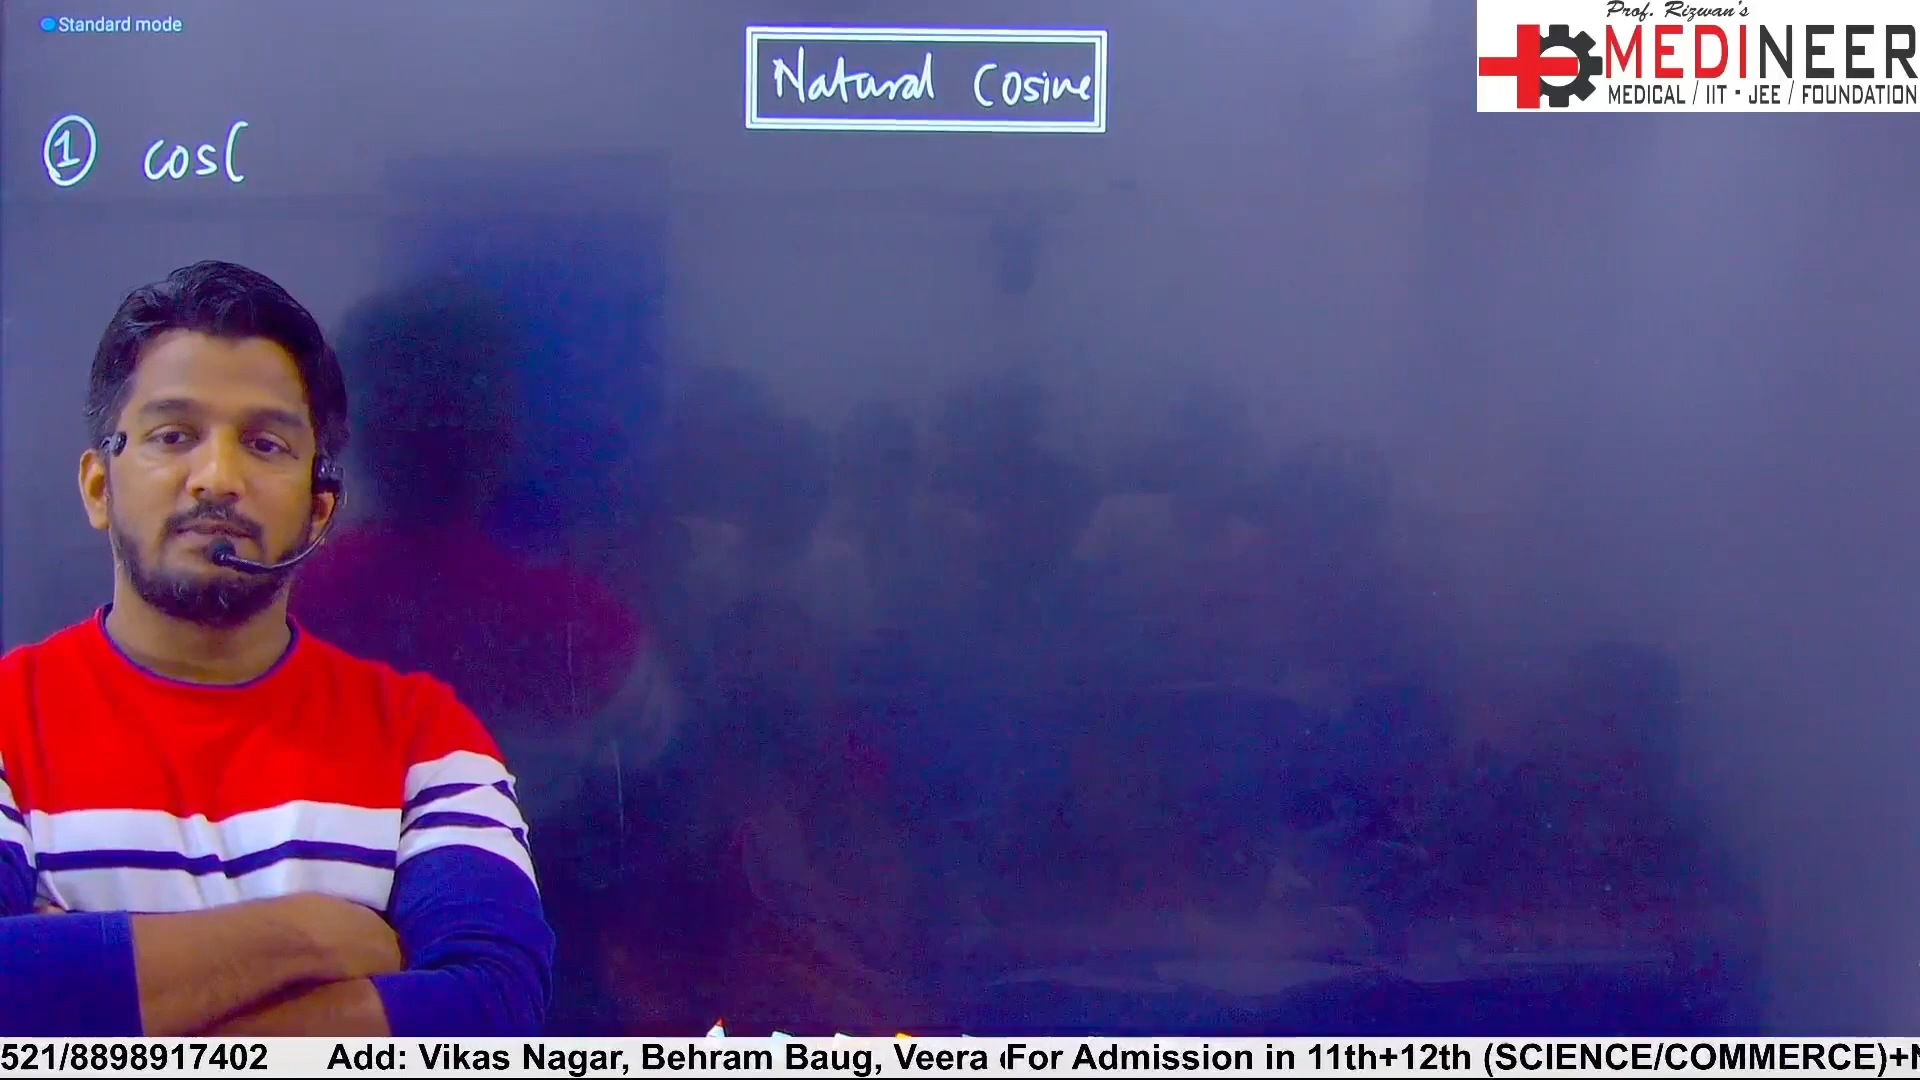 Standard mode
Natural Cosine
Prof. Rizwan's
MEDINEER
MEDICAL / IIT - JEE / FOUNDATION
① cos(
521/8898917402 Add: Vikas Nagar, Behram Baug, Veera For Admission in 11th+12th (SCIENCE/COMMERCE)+